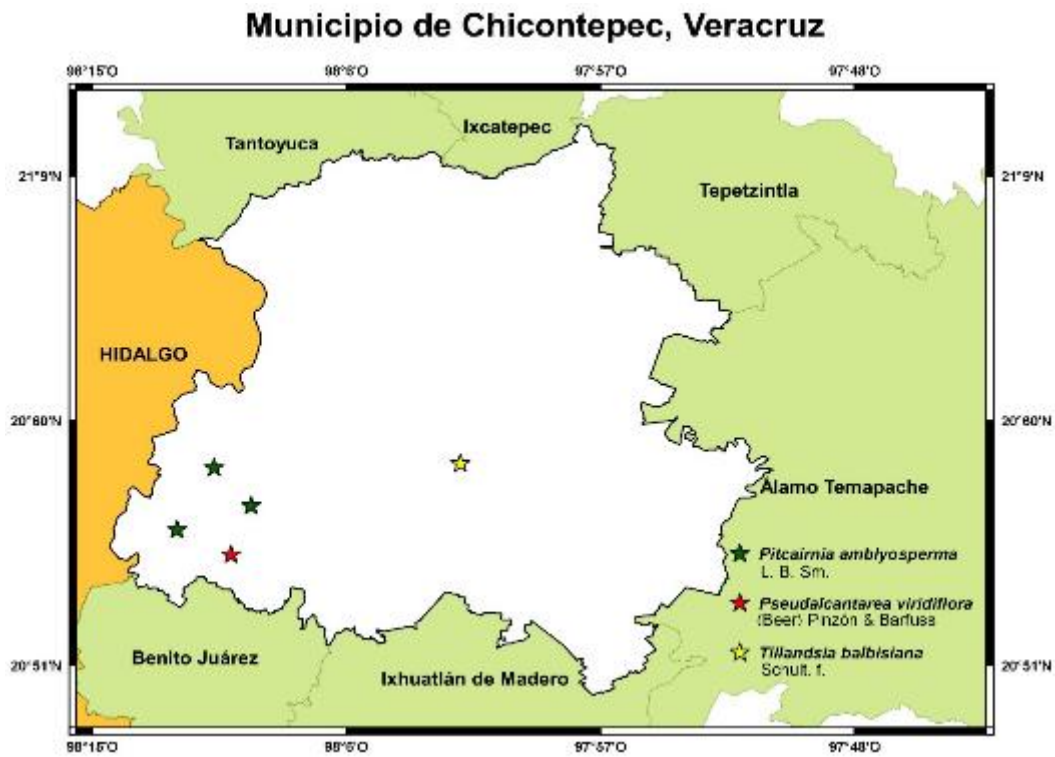 Municipio de Chicontepec, Veracruz
98°15'O 98°6'O 97°57'O 97°48'O
Ixcatepec
Tantoyuca
21°9'N 21°9'N
Tepetzintla
HIDALGO
20°60'N 20°60'N
Álamo Temapache
Pitcairnia amblyosperma
L. B. Sm.
Pseudalcantarea viridiflora
(Beer) Pinzón & Barfuss
Tillandsia balbisiana
Schult. f.
Benito Juárez
20°51'N 20°51'N
Ixhuatlán de Madero
98°15'O 98°6'O 97°57'O 97°48'O